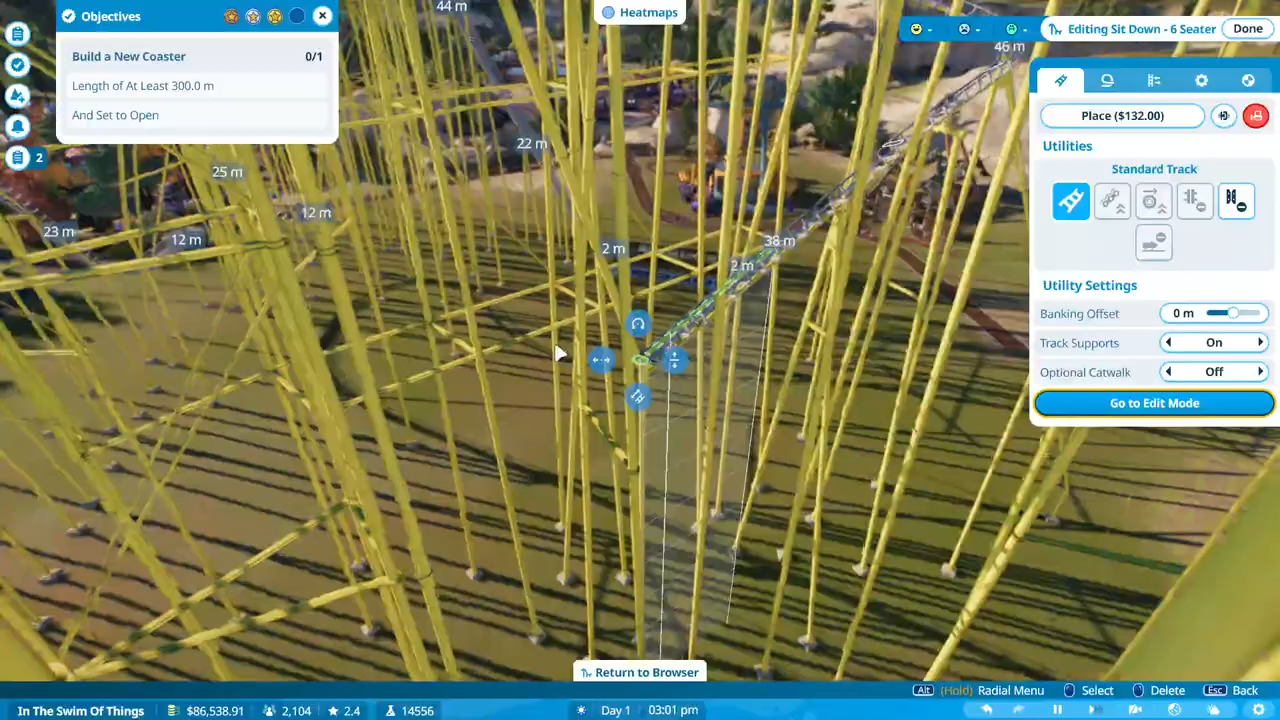 Objectives
Build a New Coaster 0/1
Length of At Least 300.0 m
And Set to Open
2
Heatmaps
Editing Sit Down - 6 Seater
Done
Place ($132.00)
Utilities
Standard Track
Utility Settings
Banking Offset 0 m
Track Supports On
Optional Catwalk Off
Go to Edit Mode
44 m
46 m
22 m
25 m
12 m
23 m
12 m
2 m
38 m
2 m
Return to Browser
Alt (Hold) Radial Menu Select Delete Esc Back
In The Swim Of Things $86,538.91 2,104 2.4 14556 Day 1 03:01 pm